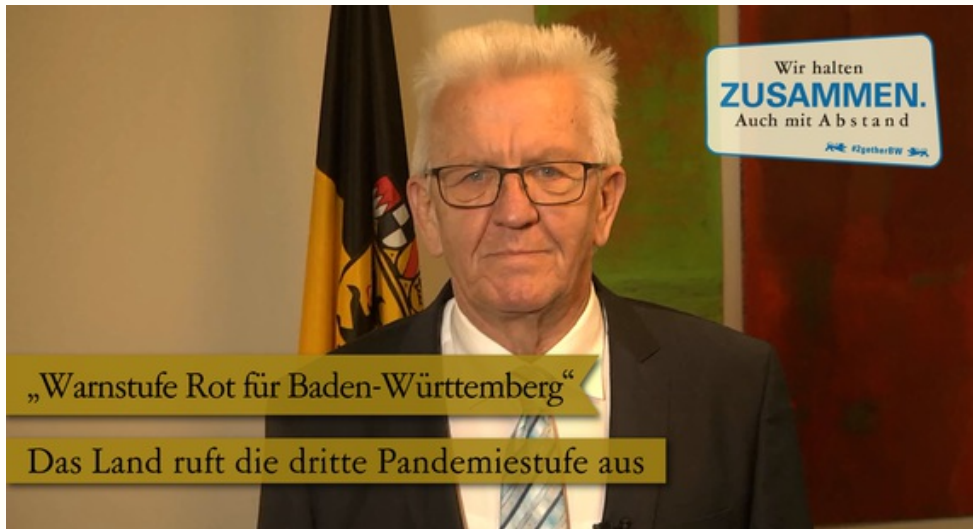 Wir halten
ZUSAMMEN.
Auch mit Abstand
#2getherBW
„Warnstufe Rot für Baden-Württemberg“
Das Land ruft die dritte Pandemiestufe aus